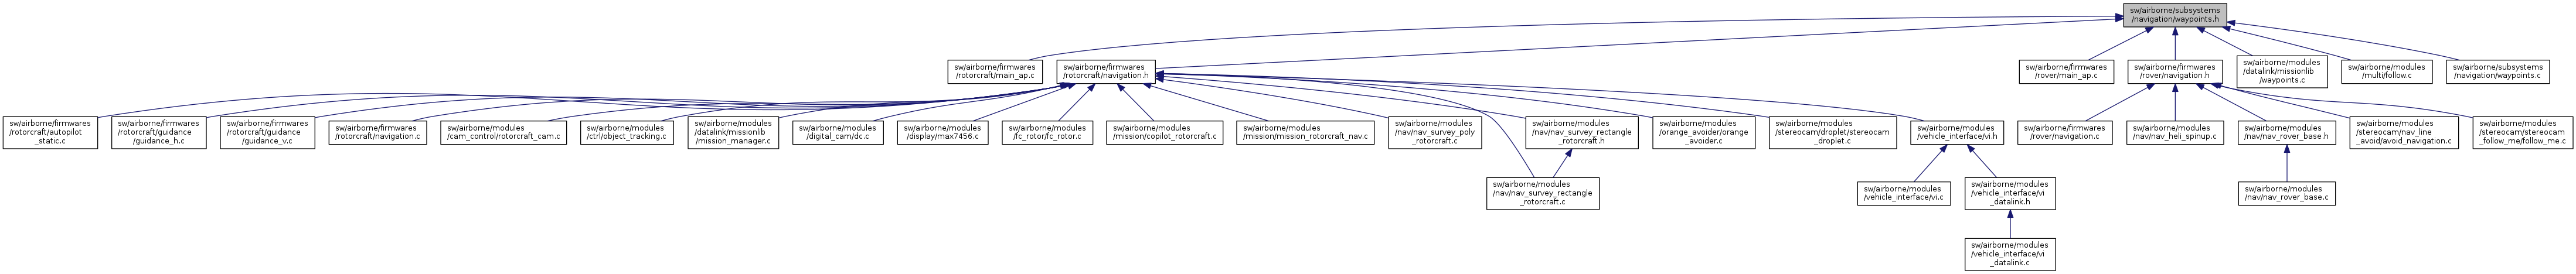 sw/airborne/subsystems
/navigation/waypoints.h
sw/airborne/firmwares
/rotorcraft/main_ap.c
sw/airborne/firmwares
/rotorcraft/navigation.h
sw/airborne/firmwares
/rover/main_ap.c
sw/airborne/firmwares
/rover/navigation.h
sw/airborne/modules
/datalink/missionlib
/waypoints.c
sw/airborne/modules
/multi/follow.c
sw/airborne/subsystems
/navigation/waypoints.c
sw/airborne/firmwares
/rotorcraft/autopilot
_static.c
sw/airborne/firmwares
/rotorcraft/guidance
/guidance_h.c
sw/airborne/firmwares
/rotorcraft/guidance
/guidance_v.c
sw/airborne/firmwares
/rotorcraft/navigation.c
sw/airborne/modules
/cam_control/rotorcraft_cam.c
sw/airborne/modules
/ctrl/object_tracking.c
sw/airborne/modules
/datalink/missionlib
/mission_manager.c
sw/airborne/modules
/digital_cam/dc.c
sw/airborne/modules
/display/max7456.c
sw/airborne/modules
/fc_rotor/fc_rotor.c
sw/airborne/modules
/mission/copilot_rotorcraft.c
sw/airborne/modules
/mission/mission_rotorcraft_nav.c
sw/airborne/modules
/nav/nav_survey_poly
_rotorcraft.c
sw/airborne/modules
/nav/nav_survey_rectangle
_rotorcraft.h
sw/airborne/modules
/orange_avoider/orange
_avoider.c
sw/airborne/modules
/stereocam/droplet/stereocam
_droplet.c
sw/airborne/modules
/vehicle_interface/vi.h
sw/airborne/firmwares
/rover/navigation.c
sw/airborne/modules
/nav/nav_heli_spinup.c
sw/airborne/modules
/nav/nav_rover_base.h
sw/airborne/modules
/stereocam/nav_line
_avoid/avoid_navigation.c
sw/airborne/modules
/stereocam/stereocam
_follow_me/follow_me.c
sw/airborne/modules
/nav/nav_survey_rectangle
_rotorcraft.c
sw/airborne/modules
/vehicle_interface/vi.c
sw/airborne/modules
/vehicle_interface/vi
_datalink.h
sw/airborne/modules
/nav/nav_rover_base.c
sw/airborne/modules
/vehicle_interface/vi
_datalink.c